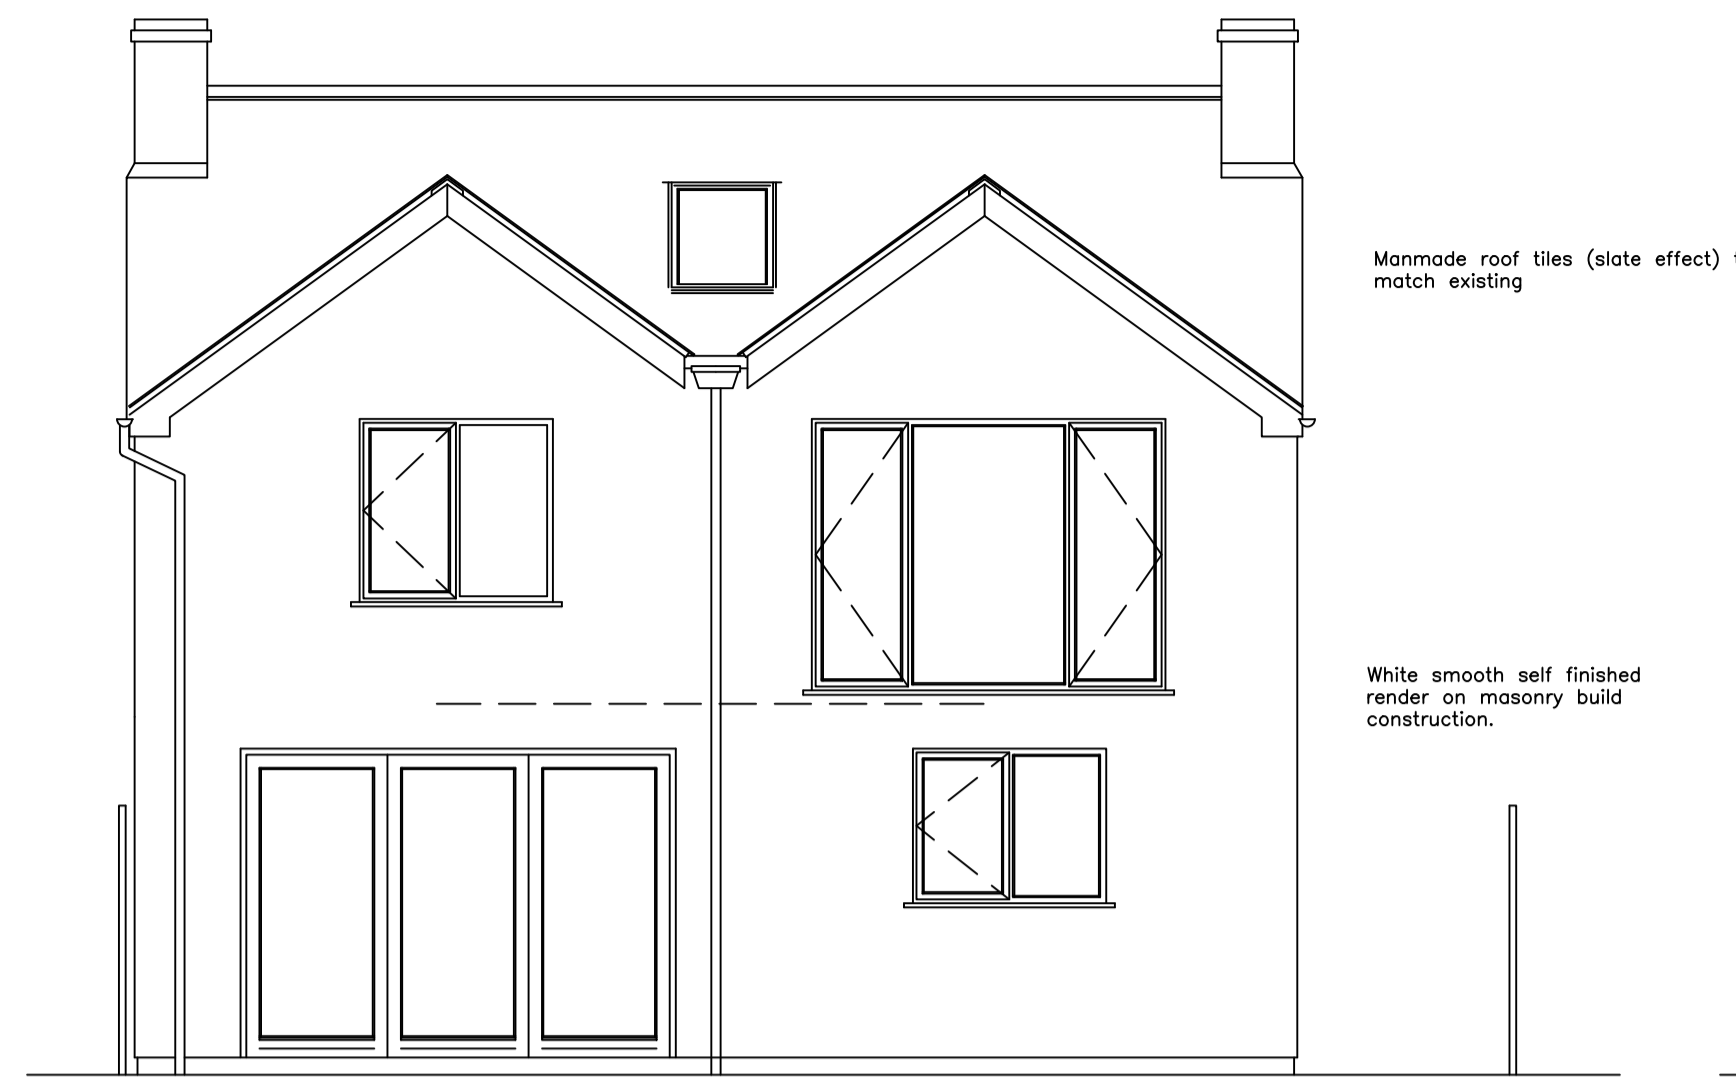 Manmade roof tiles (slate effect)
match existing
White smooth self finished
render on masonry build
construction.